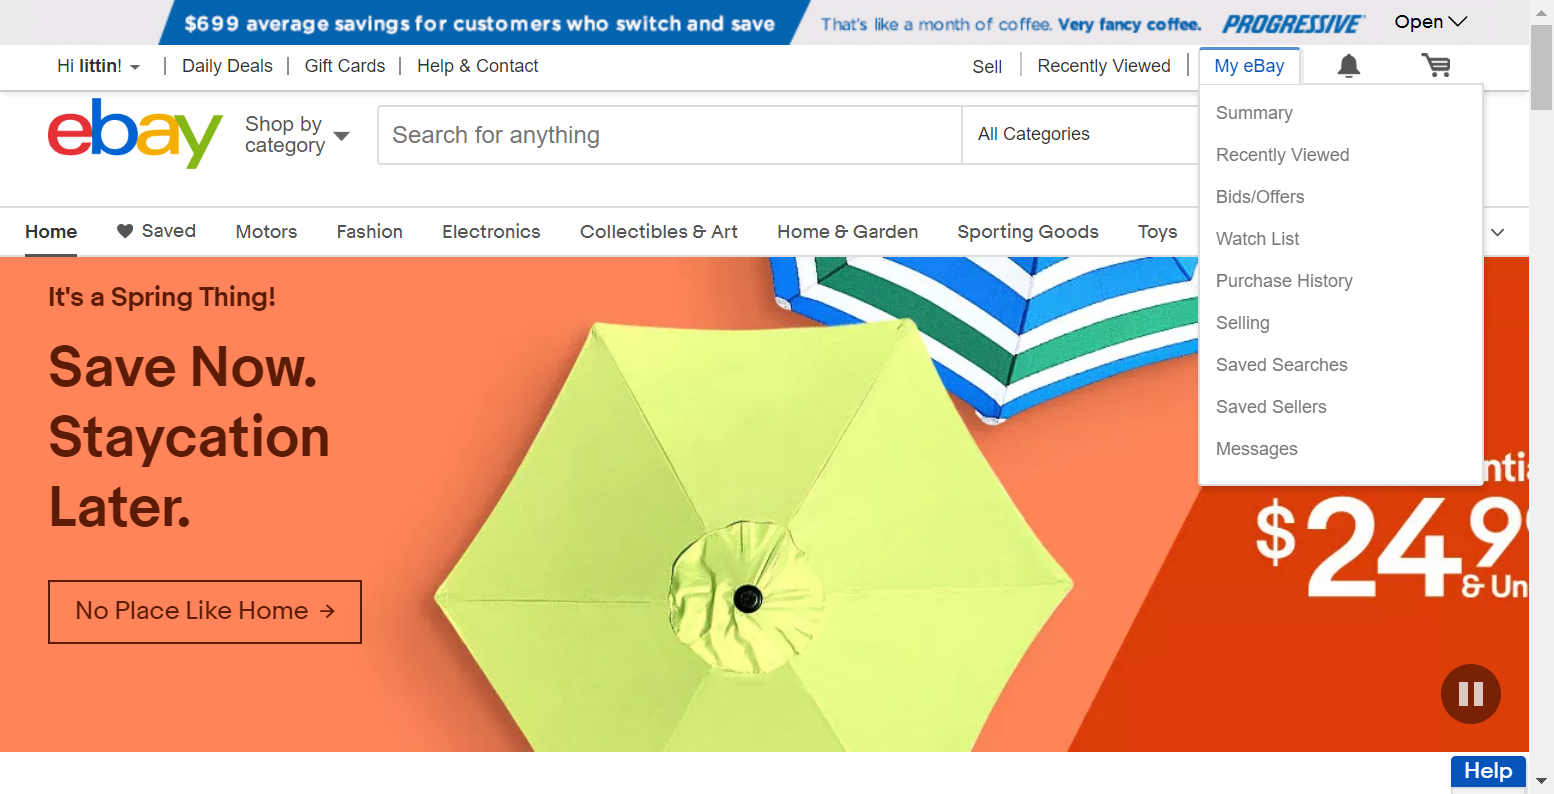 $699 average savings for customers who switch and save
That's like a month of coffee. Very fancy coffee.
PROGRESSIVE
Open
Hi littin!
Daily Deals
Gift Cards
Help & Contact
Sell
Recently Viewed
My eBay
ebay
Shop by
category
Search for anything
All Categories
Summary
Recently Viewed
Bids/Offers
Watch List
Purchase History
Selling
Saved Searches
Saved Sellers
Messages
Home
Saved
Motors
Fashion
Electronics
Collectibles & Art
Home & Garden
Sporting Goods
Toys
It's a Spring Thing!
Save Now.
Staycation
Later.
No Place Like Home →
$249
& Un
Help